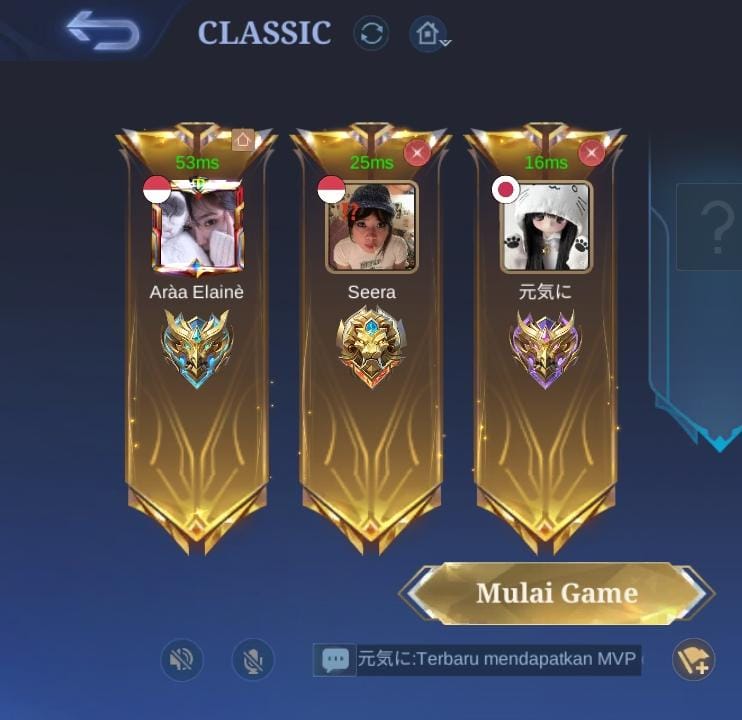 CLASSIC
53ms
25ms
16ms
??
?
Aràa Elainè
Seera
元気に
Mulai Game
元気に:Terbaru mendapatkan MVP